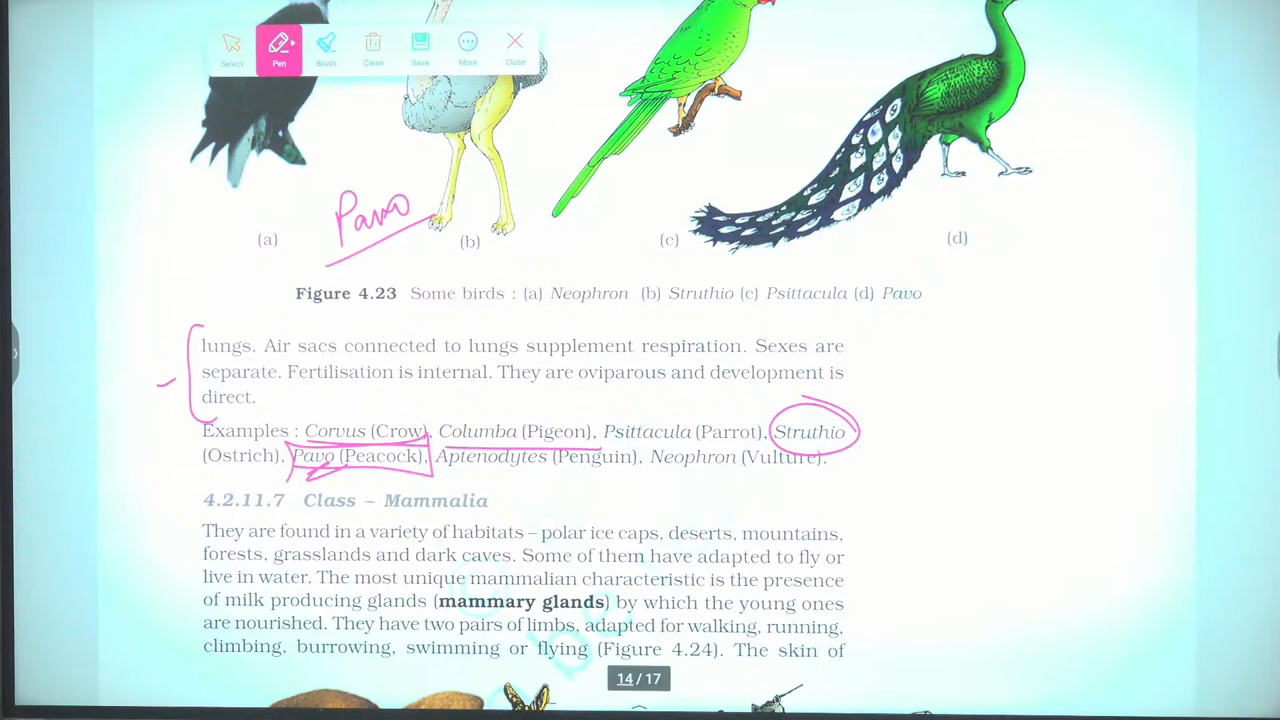 Select Pen Brush Clean Save More Close
Pavo
(a) (b) (c) (d)
Figure 4.23 Some birds : (a) Neophron (b) Struthio (c) Psittacula (d) Pavo
lungs. Air sacs connected to lungs supplement respiration. Sexes are
separate. Fertilisation is internal. They are oviparous and development is
direct.
Examples : Corvus (Crow), Columba (Pigeon), Psittacula (Parrot), Struthio
(Ostrich), Pavo (Peacock), Aptenodytes (Penguin), Neophron (Vulture).
4.2.11.7 Class – Mammalia
They are found in a variety of habitats – polar ice caps, deserts, mountains,
forests, grasslands and dark caves. Some of them have adapted to fly or
live in water. The most unique mammalian characteristic is the presence
of milk producing glands (mammary glands) by which the young ones
are nourished. They have two pairs of limbs, adapted for walking, running,
climbing, burrowing, swimming or flying (Figure 4.24). The skin of
14 / 17